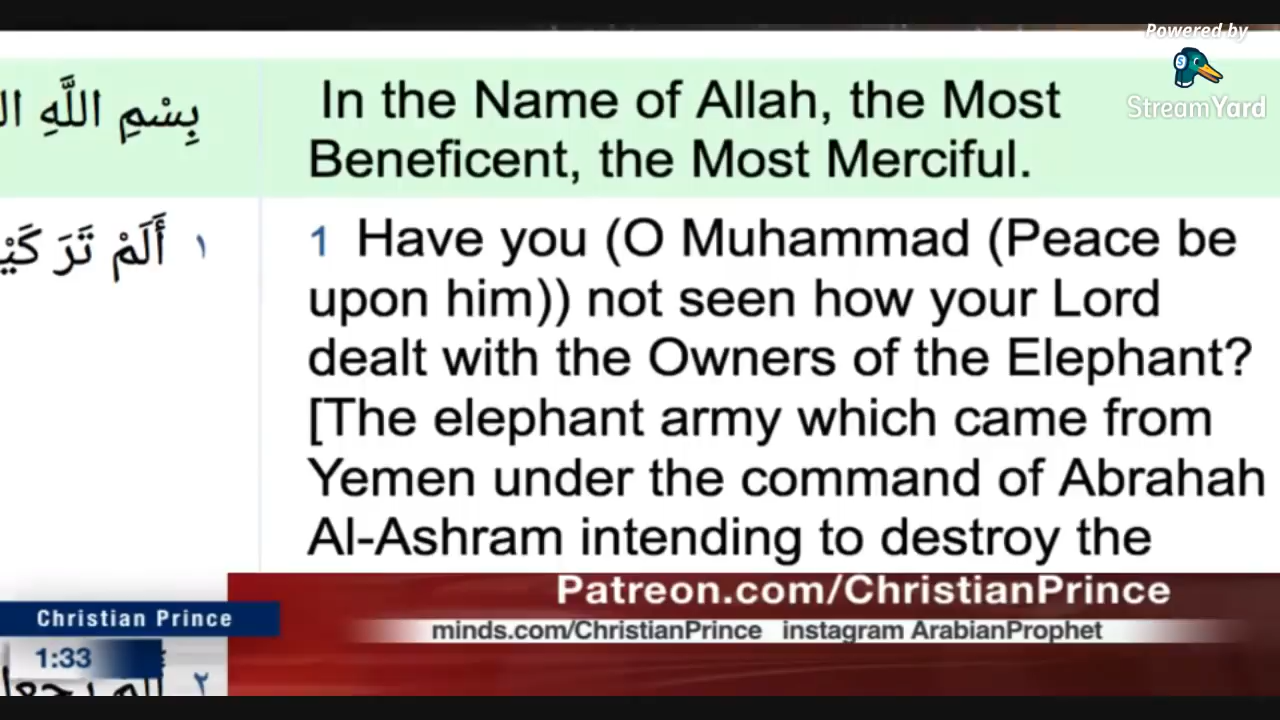 Powered by
StreamYard
بِسْمِ اللَّهِ
In the Name of Allah, the Most
Beneficent, the Most Merciful.
١ أَلَمْ تَرَ
1 Have you (O Muhammad (Peace be
upon him)) not seen how your Lord
dealt with the Owners of the Elephant?
[The elephant army which came from
Yemen under the command of Abrahah
Al-Ashram intending to destroy the
Patreon.com/ChristianPrince
Christian Prince
minds.com/ChristianPrince instagram ArabianProphet
1:33
٢